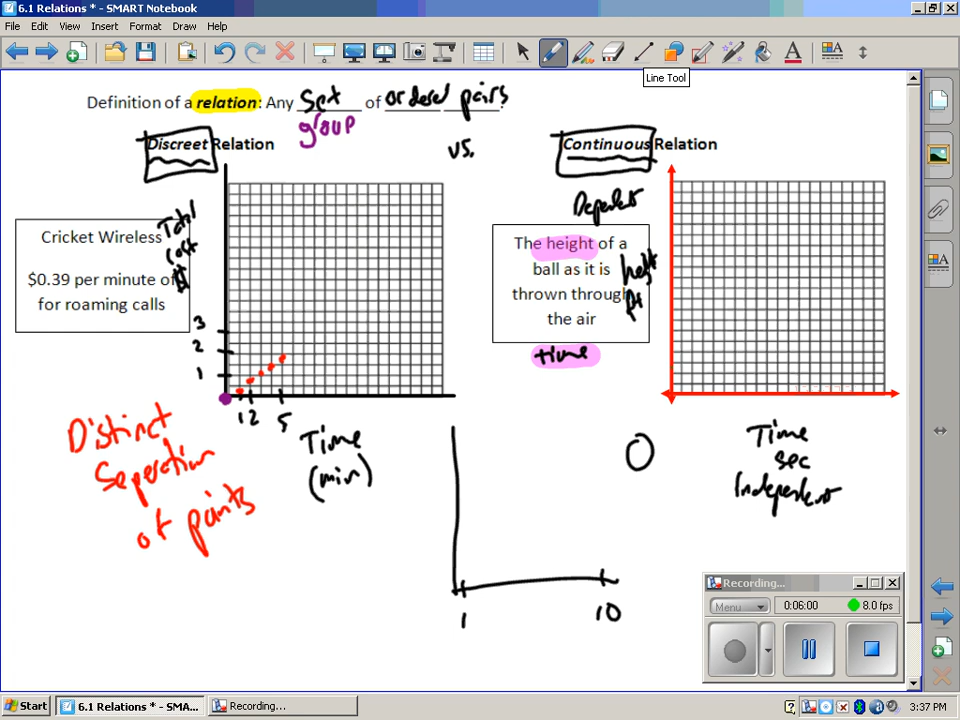 6.1 Relations * - SMART Notebook
File Edit View Insert Format Draw Help
Line Tool
Definition of a relation: Any set of ordered pairs
group
Discreet Relation
vs.
Continuous Relation
Dependent
Cricket Wireless
$0.39 per minute of
for roaming calls
Total
cost
$
3
2
1
1 2 5
Time
(min)
Distinct
Seperation
of points
The height of a
ball as it is
thrown through
the air
time
height
ft
Time
sec
Independent
0
1 10
Recording...
Menu
0:06:00
8.0 fps
Start
6.1 Relations * - SMA...
Recording...
3:37 PM